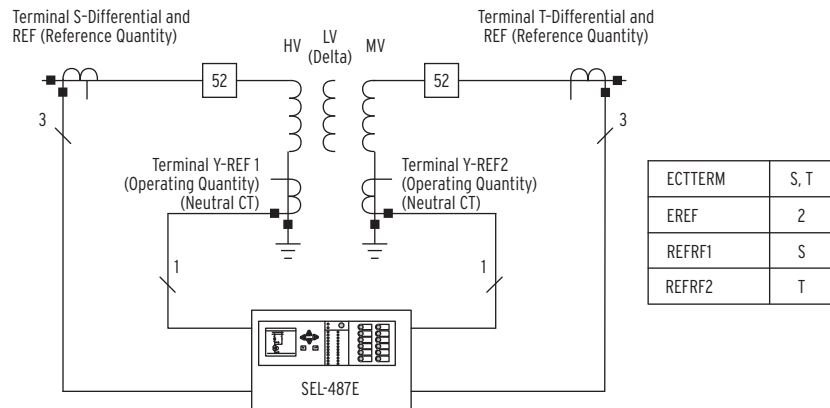 Terminal S-Differential and
REF (Reference Quantity)
HV
LV
(Delta)
MV
Terminal T-Differential and
REF (Reference Quantity)
52
52
3
3
Terminal Y-REF 1
(Operating Quantity)
(Neutral CT)
Terminal Y-REF2
(Operating Quantity)
(Neutral CT)
1
1
SEL-487E
ECTTERM S, T
EREF 2
REFRF1 S
REFRF2 T